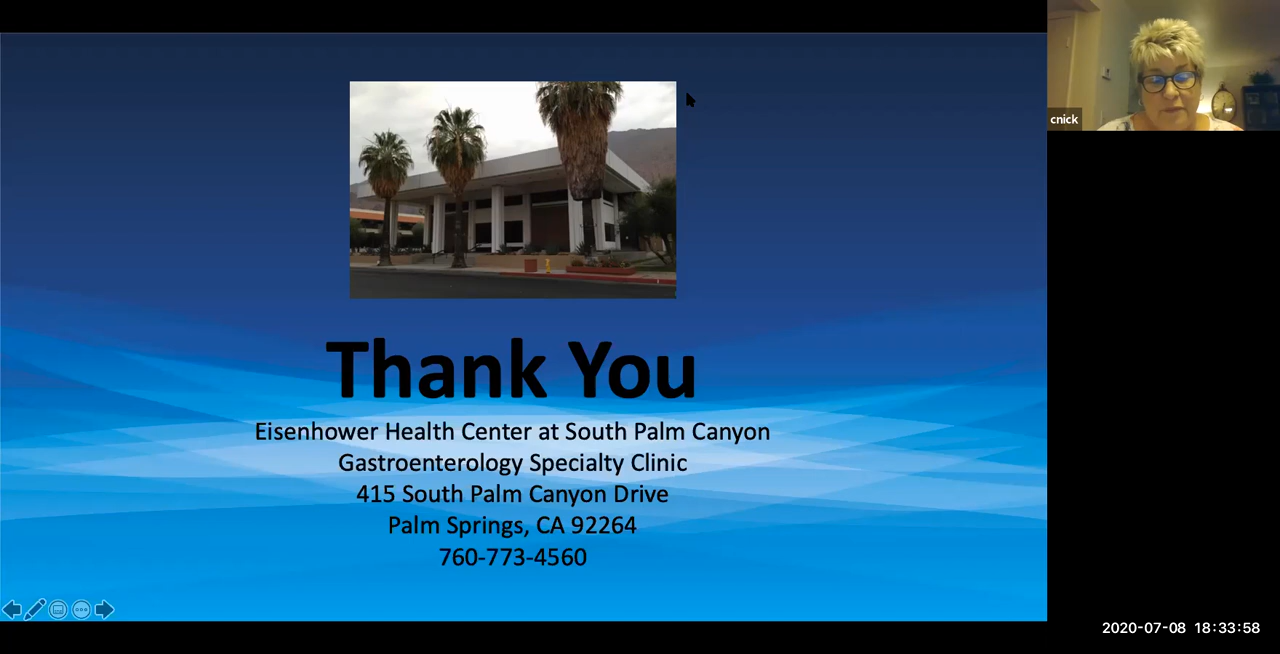 cnick
Thank You
Eisenhower Health Center at South Palm Canyon
Gastroenterology Specialty Clinic
415 South Palm Canyon Drive
Palm Springs, CA 92264
760-773-4560
2020-07-08 18:33:58